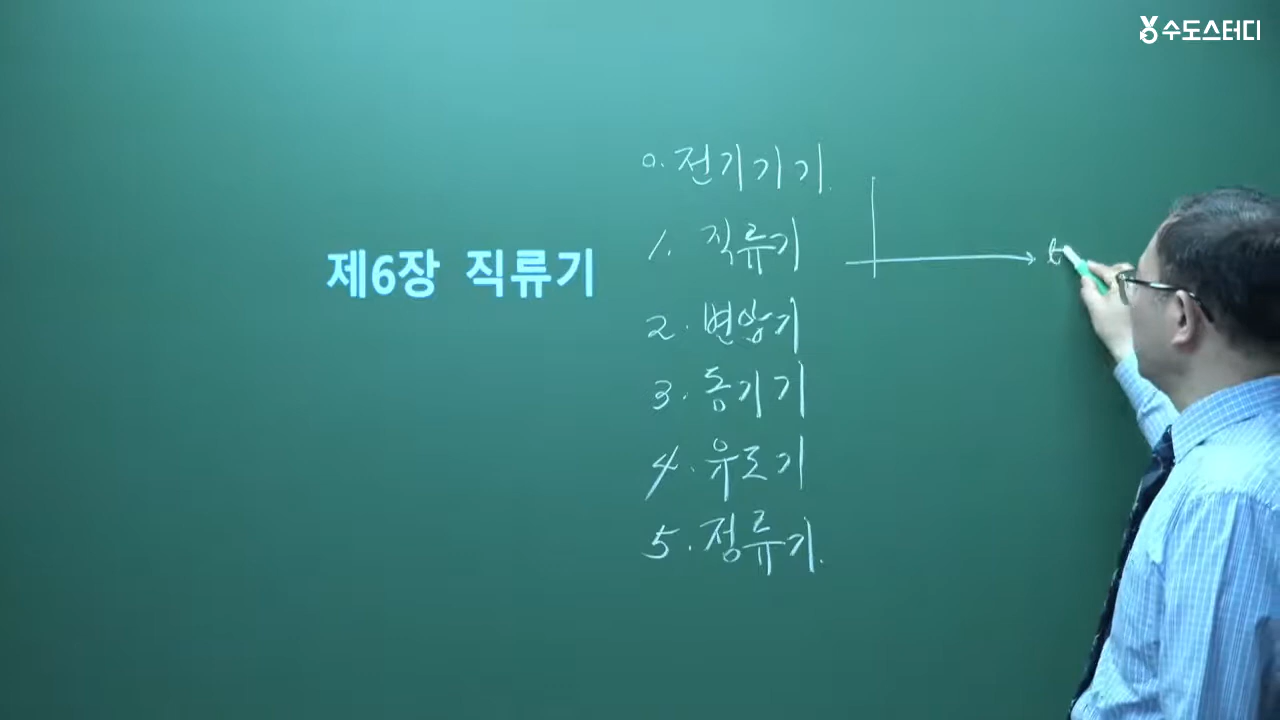 수도스터디
제6장 직류기
0. 전기기기.
1. 직류기
2. 변압기
3. 동기기
4. 유도기
5. 정류기.
t